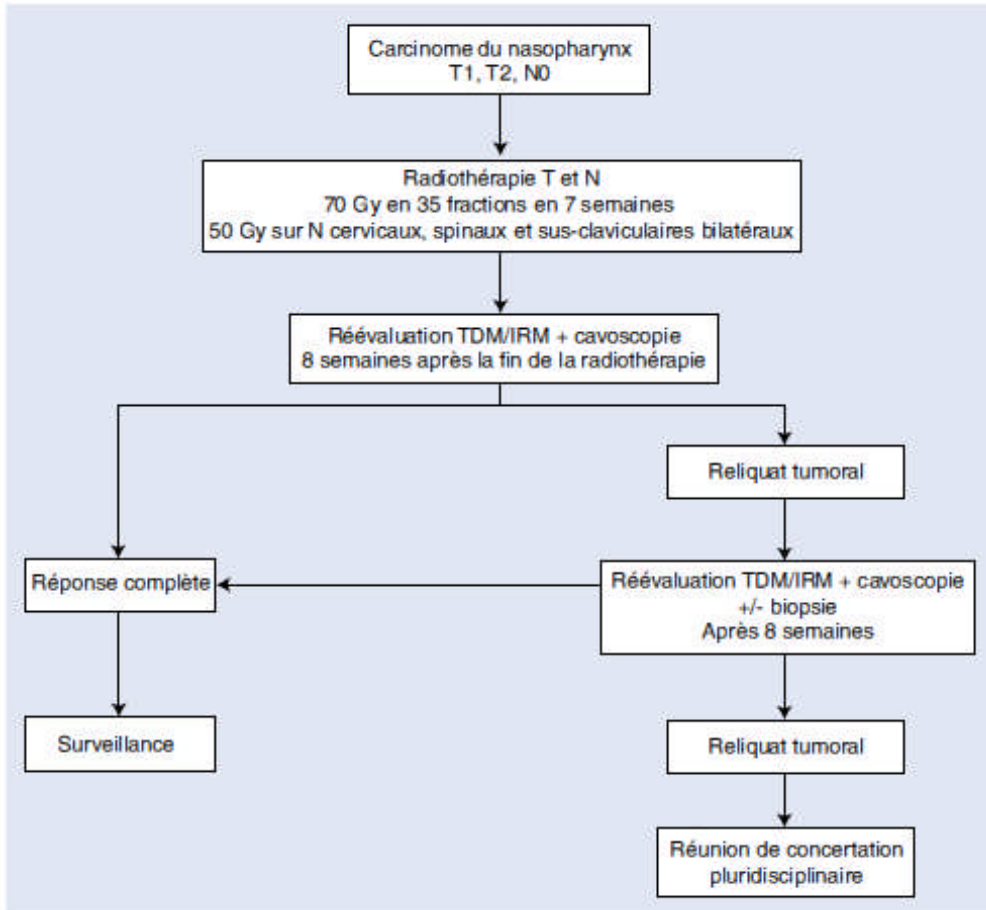 Carcinome du nasopharynx
T1, T2, N0
Radiothérapie T et N
70 Gy en 35 fractions en 7 semaines
50 Gy sur N cervicaux, spinaux et sus-claviculaires bilatéraux
Réévaluation TDM/IRM + cavoscopie
8 semaines après la fin de la radiothérapie
Reliquat tumoral
Réponse complète
Réévaluation TDM/IRM + cavoscopie
+/- biopsie
Après 8 semaines
Surveillance
Reliquat tumoral
Réunion de concertation
pluridisciplinaire